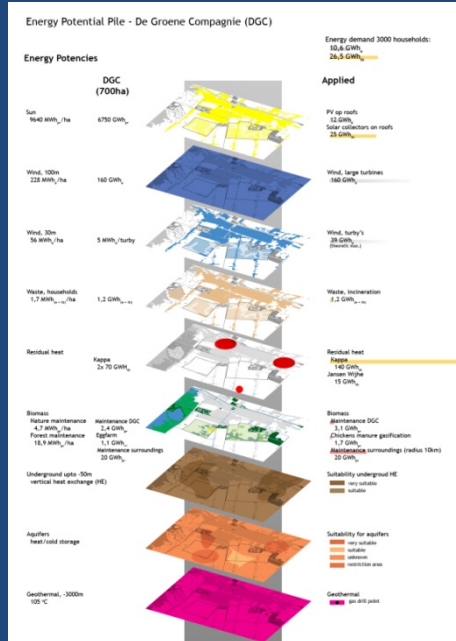 Energy Potential Pile - De Groene Compagnie (DGC)
Energy demand 3000 households:
10,6 GWh
26,5 GWh
Energy Potencies
DGC
(700ha)
Applied
Sun
9640 MWh /ha
6750 GWh
PV op roofs
12 GWh
Solar collectors on roofs
25 GWh
Wind, 100m
228 MWh /ha
160 GWh
Wind, large turbines
160 GWh
Wind, 30m
56 MWh /ha
5 MWh /turby
Wind, turby's
39 GWh
Waste, households
1,7 MWh /ha
1,2 GWh
Waste, incineration
1,2 GWh
Residual heat
Kappa
2x 70 GWH
Residual heat
Kappa
140 GWh
Jansen Wijhe
15 GWh
Biomass
Nature maintenance
4,7 MWh /ha
Forest maintenance
18,9 MWh /ha
Maintenance DGC
2,4 GWh
Eggfarm
1,1 GWh
Maintenance surroundings
20 GWh
Biomass
Maintenance DGC
3,1 GWh
Chickens manure gasification
1,7 GWh
Maintenance surroundings (radius 10km)
20 GWh
Underground upto -50m
vertical heat exchange (HE)
Suitability undergroud HE
very suitable
suitable
Aquifers
heat/cold storage
Suitability for aquifers
very suitable
suitable
unknown
restriction areas
Geothermal, -3000m
105 °C
Geothermal
gas drill point